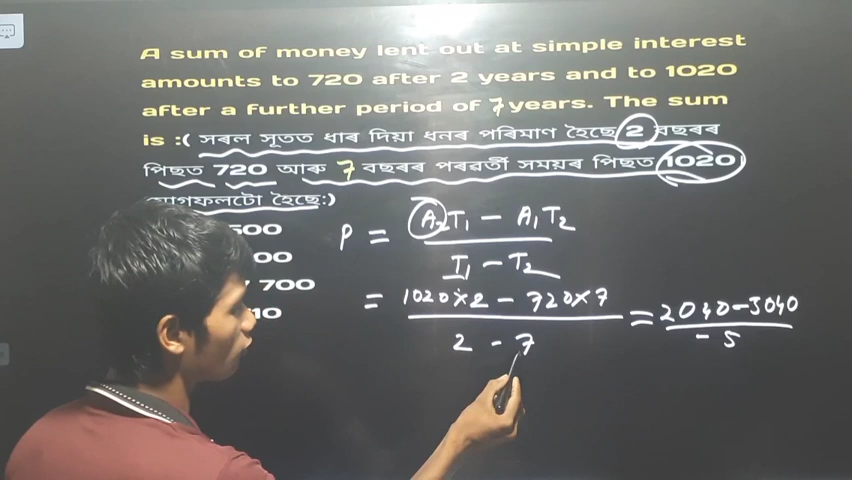 A sum of money lent out at simple interest
amounts to 720 after 2 years and to 1020
after a further period of 7 years. The sum
is :( সৰল সূতত ধাৰ দিয়া ধনৰ পৰিমাণ হৈছে 2 বছৰৰ
পিছত 720 আৰু 7 বছৰৰ পৰৱৰ্তী সময়ৰ পিছত 1020
যোগফলটো হৈছে:)
700
P = A₂T₁ - A₁T₂ / T₁ - T₂
= 1020×2 - 720×7 / 2 - 7 = 2040-5040 / -5